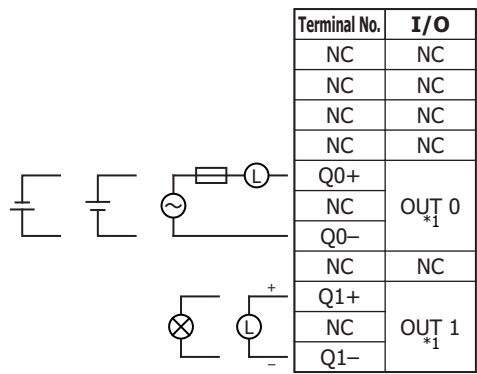 Terminal No. I/O
NC NC
NC NC
NC NC
NC NC
L Q0+
NC OUT 0
*1
Q0–
NC NC
+ Q1+
L NC OUT 1
*1
– Q1–